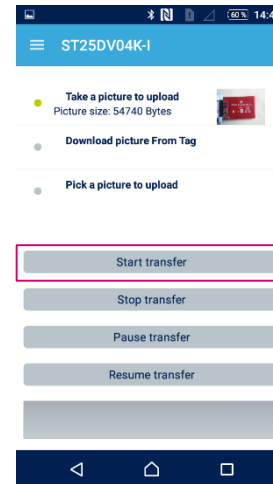 60% 14:4
ST25DV04K-I
Take a picture to upload
Picture size: 54740 Bytes
Download picture From Tag
Pick a picture to upload
Start transfer
Stop transfer
Pause transfer
Resume transfer